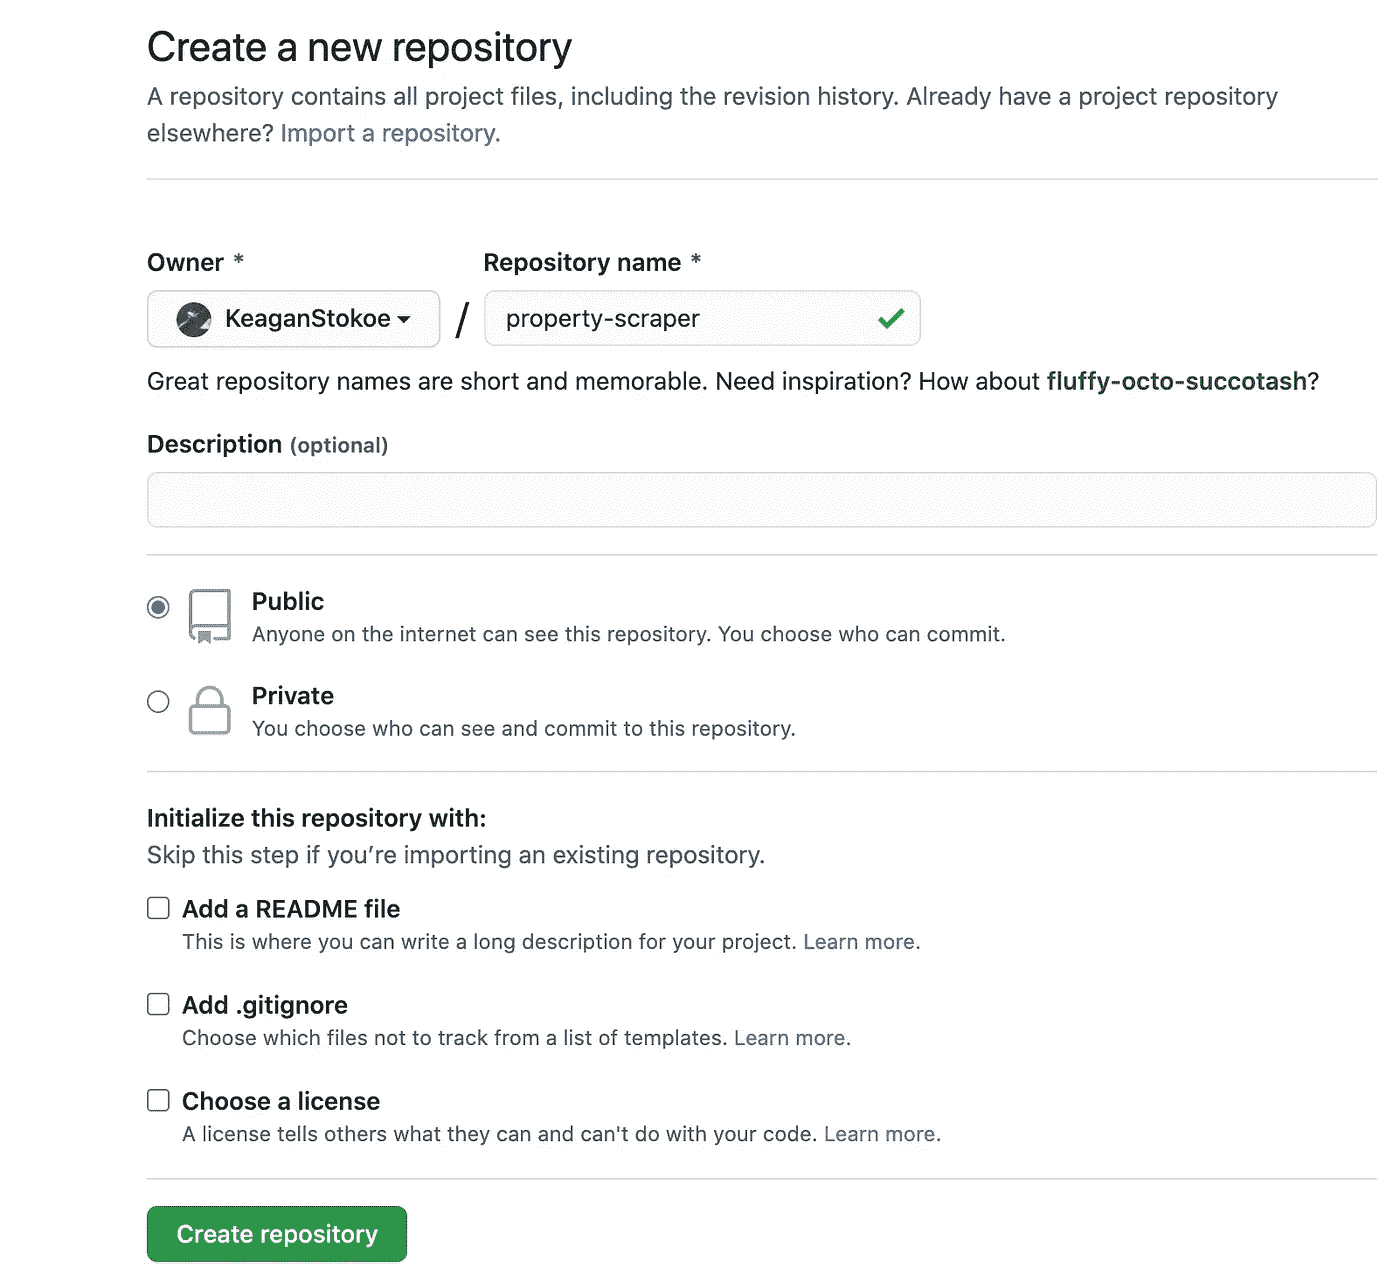 Create a new repository
A repository contains all project files, including the revision history. Already have a project repository
elsewhere? Import a repository.
Owner *
Repository name *
KeaganStokoe
/
property-scraper
Great repository names are short and memorable. Need inspiration? How about fluffy-octo-succotash?
Description (optional)
Public
Anyone on the internet can see this repository. You choose who can commit.
Private
You choose who can see and commit to this repository.
Initialize this repository with:
Skip this step if you’re importing an existing repository.
Add a README file
This is where you can write a long description for your project. Learn more.
Add .gitignore
Choose which files not to track from a list of templates. Learn more.
Choose a license
A license tells others what they can and can't do with your code. Learn more.
Create repository